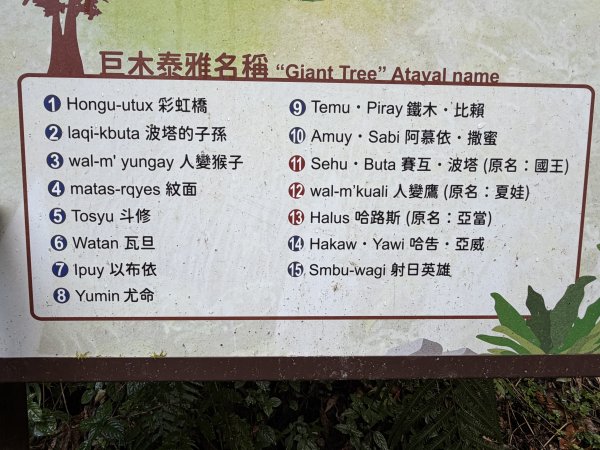 巨木泰雅名稱 “Giant Tree” Atayal name
1 Hongu-utux 彩虹橋
2 laqi-kbuta 波塔的子孫
3 wal-m' yungay 人變猴子
4 matas-rqyes 紋面
5 Tosyu 斗修
6 Watan 瓦旦
7 Ipuy 以布依
8 Yumin 尤命
9 Temu‧Piray 鐵木‧比賴
10 Amuy‧Sabi 阿慕依‧撒蜜
11 Sehu‧Buta 賽互‧波塔 (原名：國王)
12 wal-m’kuali 人變鷹 (原名：夏娃)
13 Halus 哈路斯 (原名：亞當)
14 Hakaw‧Yawi 哈告‧亞威
15 Smbu-wagi 射日英雄